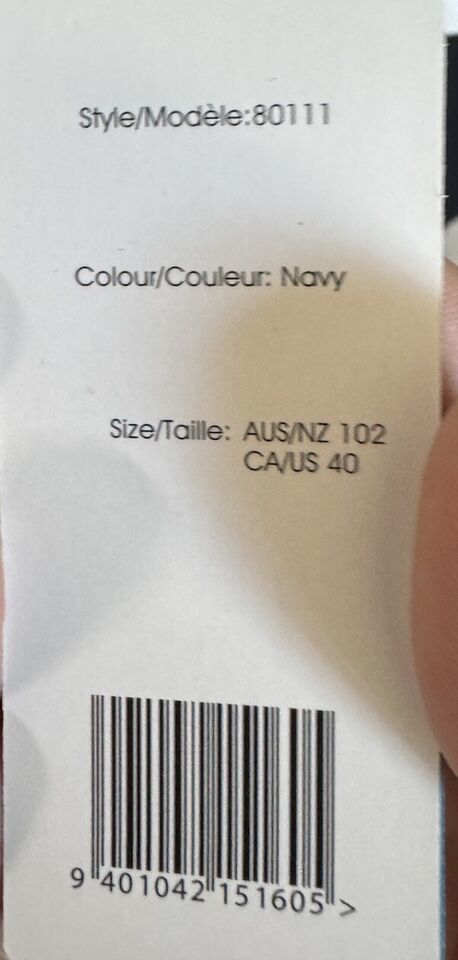 Style/Modèle:80111
Colour/Couleur: Navy
Size/Taille: AUS/NZ 102
CA/US 40
9 401042 151605 >